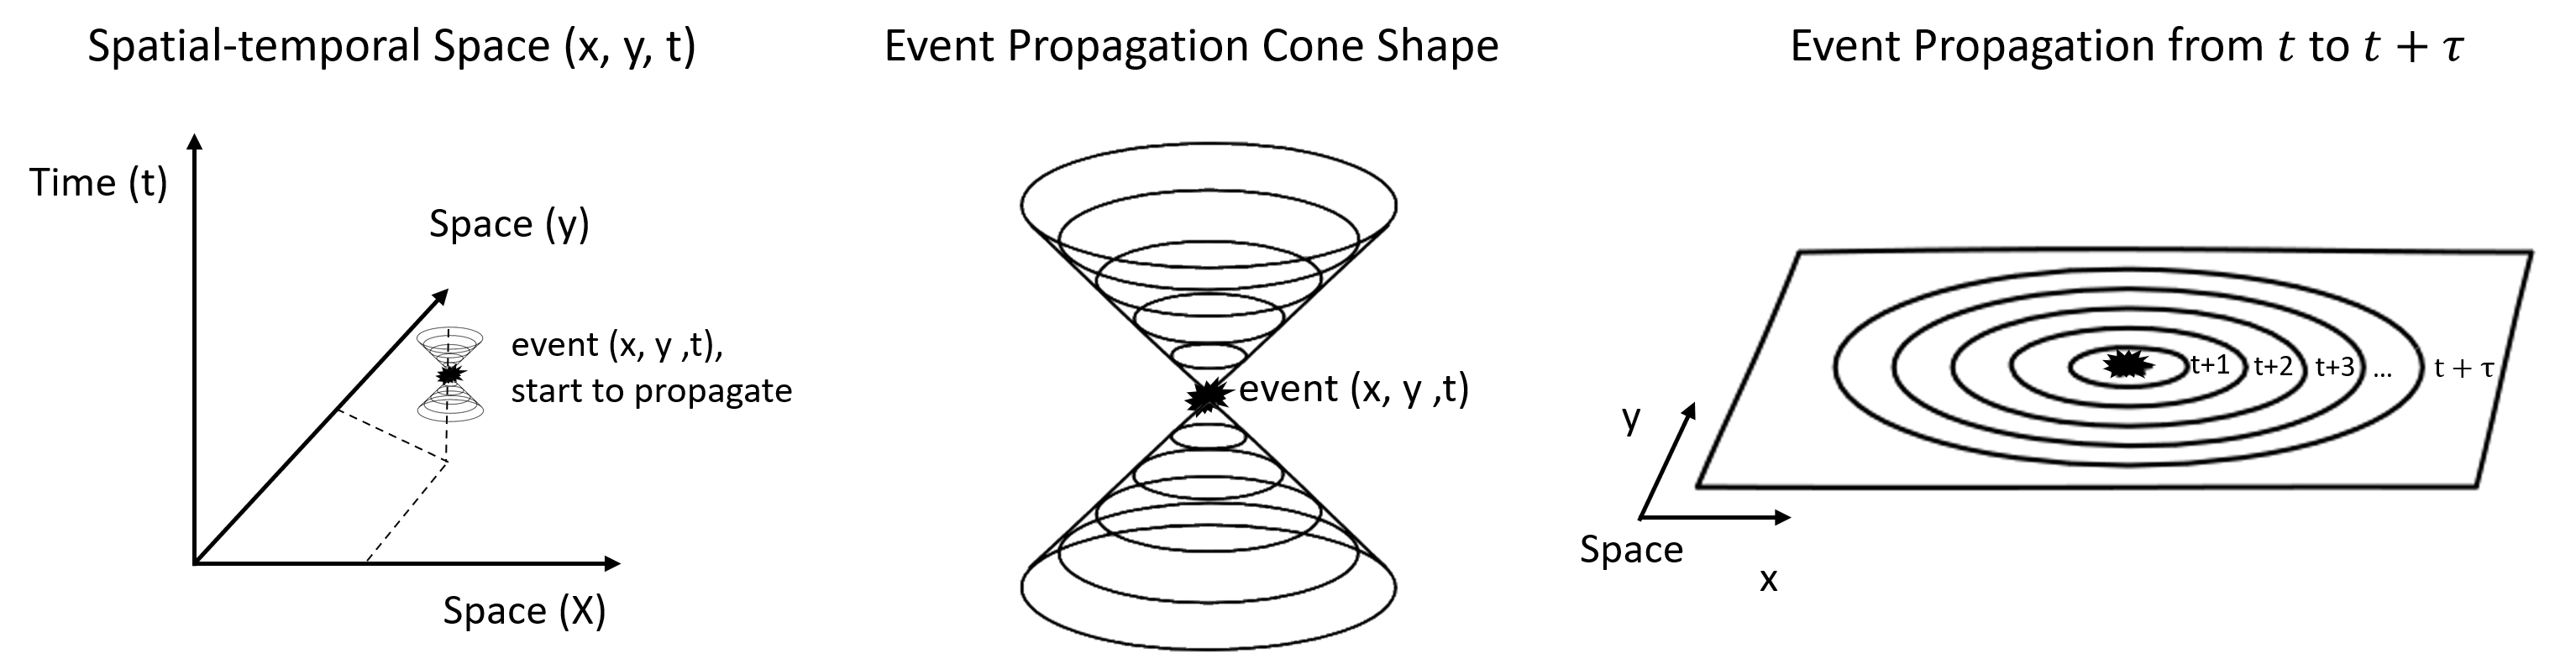 Spatial-temporal Space (x, y, t)
Time (t)
Space (y)
event (x, y ,t),
start to propagate
Space (X)
Event Propagation Cone Shape
event (x, y ,t)
Event Propagation from t to t + τ
t+1 t+2 t+3 ... t + τ
y
Space
x